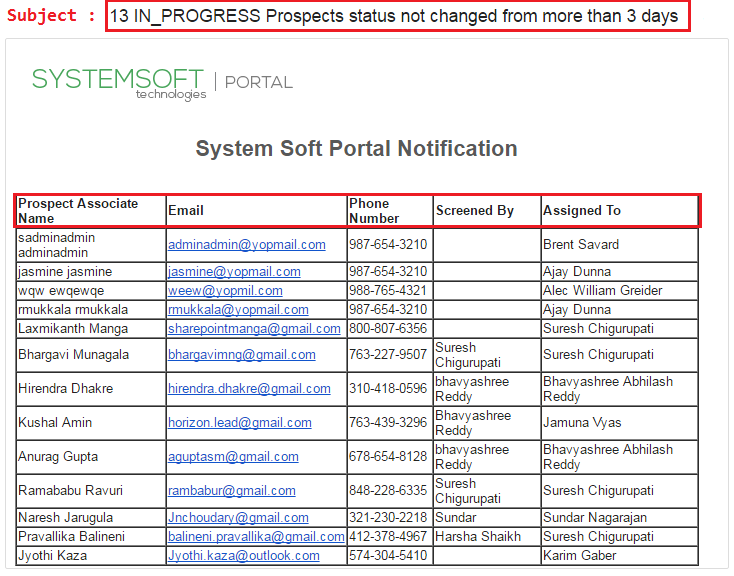 Subject : 13 IN_PROGRESS Prospects status not changed from more than 3 days
SYSTEMSOFT | PORTAL
technologies
System Soft Portal Notification
Prospect Associate Name Email Phone Number Screened By Assigned To
sadminadmin adminadmin adminadmin@yopmail.com 987-654-3210 Brent Savard
jasmine jasmine jasmine@yopmail.com 987-654-3210 Ajay Dunna
wqw ewqewqe weew@yopmil.com 988-765-4321 Alec William Greider
rmukkala rmukkala rmukkala@yopmail.com 987-654-3210 Ajay Dunna
Laxmikanth Manga sharepointmanga@gmail.com 800-807-6356 Suresh Chigurupati
Bhargavi Munagala bhargavimng@gmail.com 763-227-9507 Suresh Chigurupati Suresh Chigurupati
Hirendra Dhakre hirendra.dhakre@gmail.com 310-418-0596 bhavyashree Reddy Bhavyashree Abhilash Reddy
Kushal Amin horizon.lead@gmail.com 763-439-3296 Bhavyashree Reddy Jamuna Vyas
Anurag Gupta aguptasm@gmail.com 678-654-8128 bhavyashree Reddy Bhavyashree Abhilash Reddy
Ramababu Ravuri rambabur@gmail.com 848-228-6335 Suresh Chigurupati Suresh Chigurupati
Naresh Jarugula Jnchoudary@gmail.com 321-230-2218 Sundar Sundar Nagarajan
Pravallika Balineni balineni.pravallika@gmail.com 412-378-4967 Harsha Shaikh Suresh Chigurupati
Jyothi Kaza Jyothi.kaza@outlook.com 574-304-5410 Karim Gaber